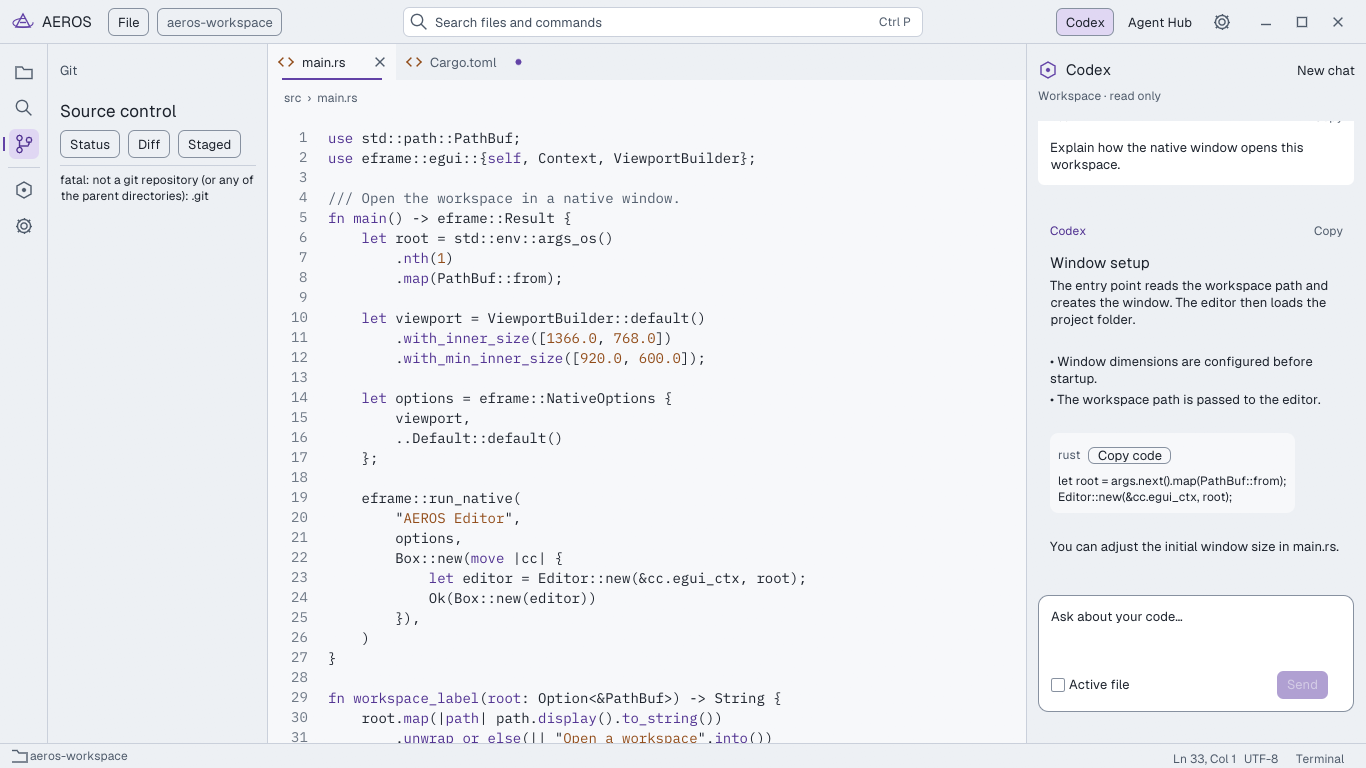 AEROS File aeros-workspace Search files and commands Ctrl P Codex Agent Hub
Git
Source control
Status Diff Staged
fatal: not a git repository (or any of
the parent directories): .git
main.rs Cargo.toml
src › main.rs
1 use std::path::PathBuf;
2 use eframe::egui::{self, Context, ViewportBuilder};
3
4 /// Open the workspace in a native window.
5 fn main() -> eframe::Result {
6     let root = std::env::args_os()
7         .nth(1)
8         .map(PathBuf::from);
9
10     let viewport = ViewportBuilder::default()
11         .with_inner_size([1366.0, 768.0])
12         .with_min_inner_size([920.0, 600.0]);
13
14     let options = eframe::NativeOptions {
15         viewport,
16         ..Default::default()
17     };
18
19     eframe::run_native(
20         "AEROS Editor",
21         options,
22         Box::new(move |cc| {
23             let editor = Editor::new(&cc.egui_ctx, root);
24             Ok(Box::new(editor))
25         }),
26     )
27 }
28
29 fn workspace_label(root: Option<&PathBuf>) -> String {
30     root.map(|path| path.display().to_string())
31         .unwrap_or_else(|| "Open a workspace".into())
Codex New chat
Workspace · read only
Explain how the native window opens this
workspace.
Codex Copy
Window setup
The entry point reads the workspace path and
creates the window. The editor then loads the
project folder.
• Window dimensions are configured before
startup.
• The workspace path is passed to the editor.
rust Copy code
let root = args.next().map(PathBuf::from);
Editor::new(&cc.egui_ctx, root);
You can adjust the initial window size in main.rs.
Ask about your code…
Active file Send
aeros-workspace Ln 33, Col 1 UTF-8 Terminal